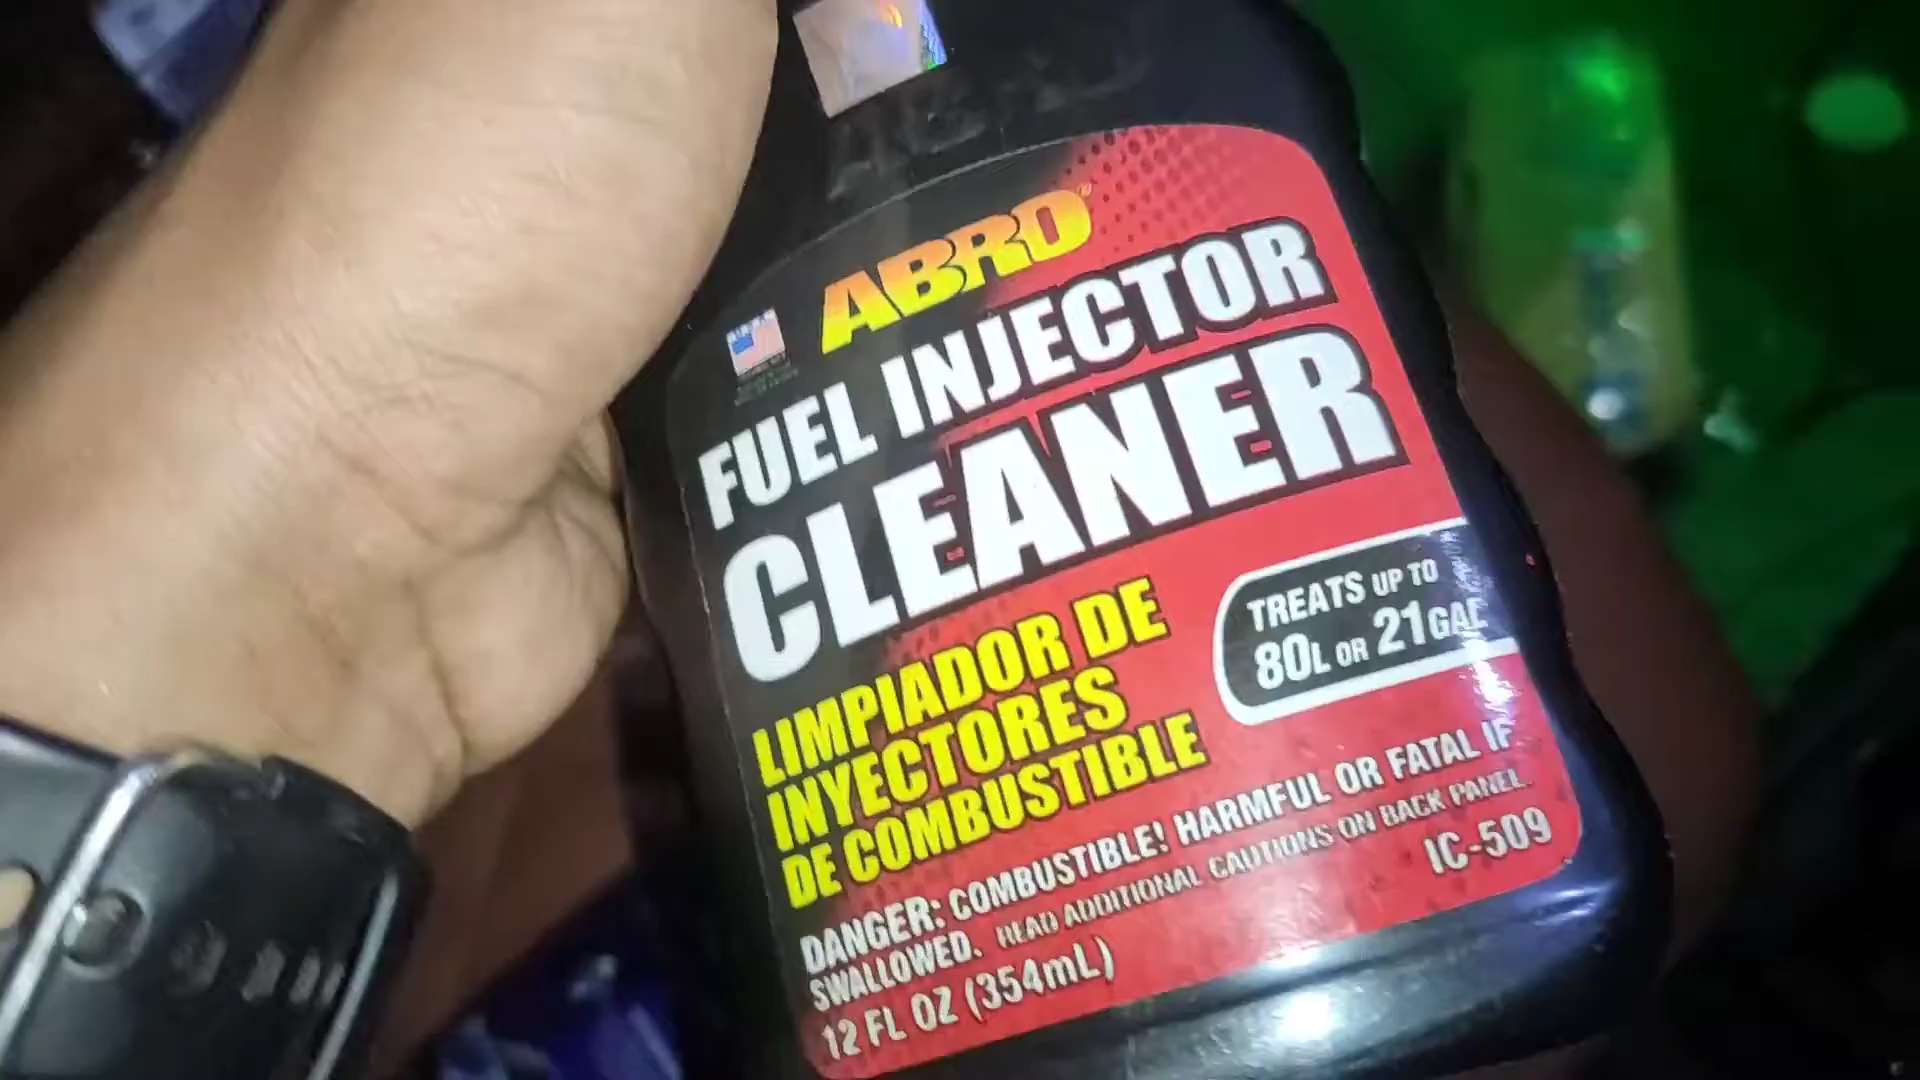 ABRO®
FUEL INJECTOR
CLEANER
LIMPIADOR DE
INYECTORES
DE COMBUSTIBLE
TREATS UP TO
80L OR 21GAL
DANGER: COMBUSTIBLE! HARMFUL OR FATAL IF
SWALLOWED. READ ADDITIONAL CAUTIONS ON BACK PANEL.
12 FL OZ (354mL)
IC-509